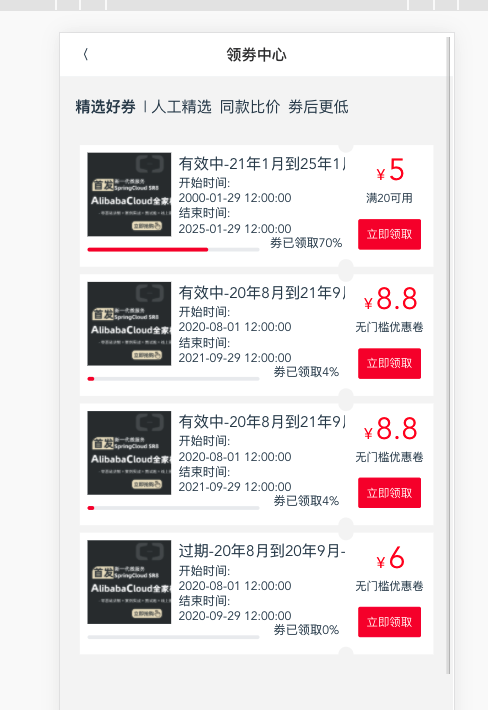 领劵中心
精选好劵 | 人工精选 同款比价 劵后更低
首发 新一代微服务
SpringCloud SR8
AlibabaCloud全家
立即抢购
有效中-21年1月到25年1
开始时间:
2000-01-29 12:00:00
结束时间:
2025-01-29 12:00:00
劵已领取70%
¥5
满20可用
立即领取
首发 新一代微服务
SpringCloud SR8
AlibabaCloud全家
立即抢购
有效中-20年8月到21年9
开始时间:
2020-08-01 12:00:00
结束时间:
2021-09-29 12:00:00
劵已领取4%
¥8.8
无门槛优惠卷
立即领取
首发 新一代微服务
SpringCloud SR8
AlibabaCloud全家
立即抢购
有效中-20年8月到21年9
开始时间:
2020-08-01 12:00:00
结束时间:
2021-09-29 12:00:00
劵已领取4%
¥8.8
无门槛优惠卷
立即领取
首发 新一代微服务
SpringCloud SR8
AlibabaCloud全家
立即抢购
过期-20年8月到20年9月-
开始时间:
2020-08-01 12:00:00
结束时间:
2020-09-29 12:00:00
劵已领取0%
¥6
无门槛优惠卷
立即领取